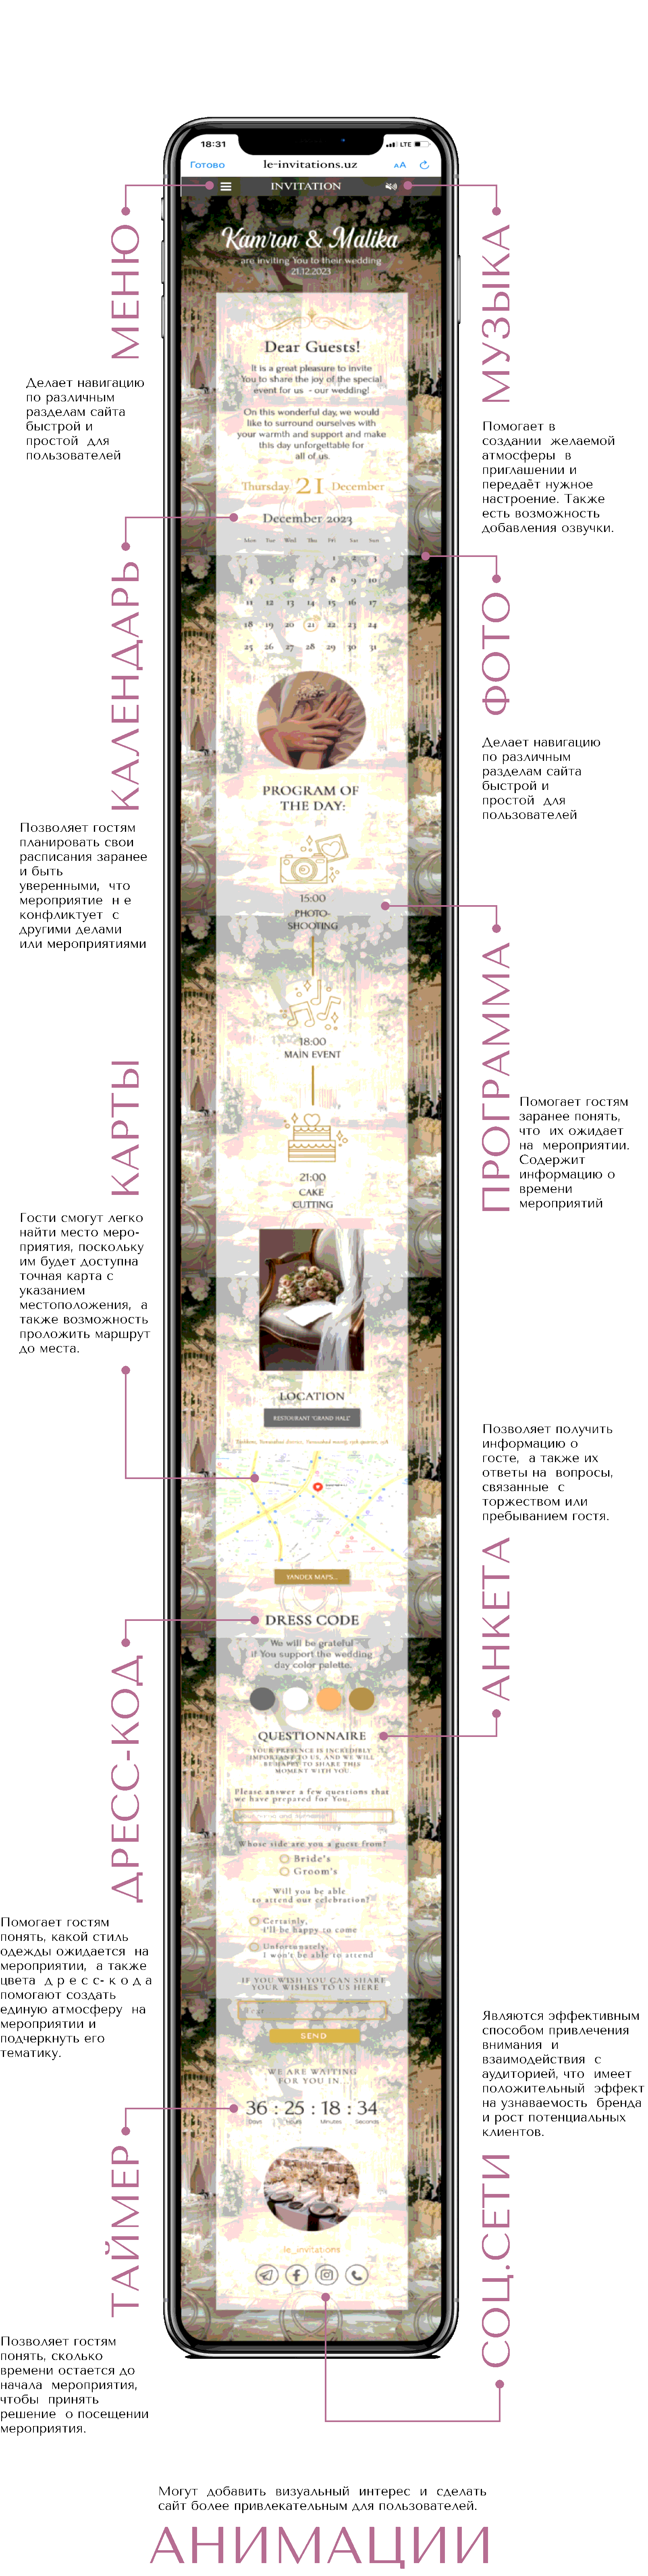 18:31
LTE
Готово
le-invitations.uz
AA
INVITATION
Kamron & Malika
are inviting You to their wedding
21.12.2023
МЕНЮ
Делает навигацию
по различным
разделам сайта
быстрой и
простой для
пользователей
МУЗЫКА
Помогает в
создании желаемой
атмосферы в
приглашении и
передаёт нужное
настроение. Также
есть возможность
добавления озвучки.
Dear Guests!
It is a great pleasure to invite
You to share the joy of the special
event for us - our wedding!
On this wonderful day, we would
like to surround ourselves with
your warmth and support and make
this day unforgettable for
all of us.
Thursday 21 December
December 2023
Mon Tue Wed Thu Fri Sat Sun
1 2 3
4 5 6 7 8 9 10
11 12 13 14 15 16 17
18 19 20 21 22 23 24
25 26 27 28 29 30 31
КАЛЕНДАРЬ
Позволяет гостям
планировать свои
расписания заранее
и быть
уверенными, что
мероприятие н е
конфликтует с
другими делами
или мероприятиями
ФОТО
Делает навигацию
по различным
разделам сайта
быстрой и
простой для
пользователей
PROGRAM OF
THE DAY:
15:00
PHOTO-
SHOOTING
18:00
MAIN EVENT
21:00
CAKE
CUTTING
ПРОГРАММА
Помогает гостям
заранее понять,
что их ожидает
на мероприятии.
Содержит
информацию о
времени
мероприятий
КАРТЫ
Гости смогут легко
найти место меро-
приятия, поскольку
им будет доступна
точная карта с
указанием
местоположения, а
также возможность
проложить маршрут
до места.
LOCATION
RESTOURANT "GRAND HALL"
YANDEX MAPS...
Позволяет получить
информацию о
госте, а также их
ответы на вопросы,
связанные с
торжеством или
пребыванием гостя.
АНКЕТА
DRESS CODE
We will be grateful
if You support the wedding
day color palette.
ДРЕСС-КОД
Помогает гостям
понять, какой стиль
одежды ожидается на
мероприятии, а также
цвета д р е с с- к о д а
помогают создать
единую атмосферу на
мероприятии и
подчеркнуть его
тематику.
QUESTIONNAIRE
YOUR PRESENCE IS INCREDIBLY
IMPORTANT TO US, AND WE WILL
BE HAPPY TO SHARE THIS
MOMENT WITH YOU
Please answer a few questions that
we have prepared for You.
Whose side are you a guest from?
Bride's
Groom's
Will you be able
to attend our celebration?
Certainly,
I'll be happy to come
Unfortunately,
I won't be able to attend
IF YOU WISH YOU CAN SHARE
YOUR WISHES TO US HERE
SEND
WE ARE WAITING
FOR YOU IN...
36 : 25 : 18 : 34
Days Hours Minutes Seconds
le_invitations
Являются эффективным
способом привлечения
внимания и
взаимодействия с
аудиторией, что имеет
положительный эффект
на узнаваемость бренда
и рост потенциальных
клиентов.
СОЦ.СЕТИ
ТАЙМЕР
Позволяет гостям
понять, сколько
времени остается до
начала мероприятия,
чтобы принять
решение о посещении
мероприятия.
Могут добавить визуальный интерес и сделать
сайт более привлекательным для пользователей.
АНИМАЦИИ